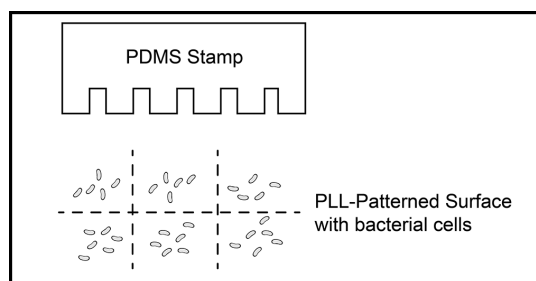 PDMS Stamp
PLL-Patterned Surface
with bacterial cells